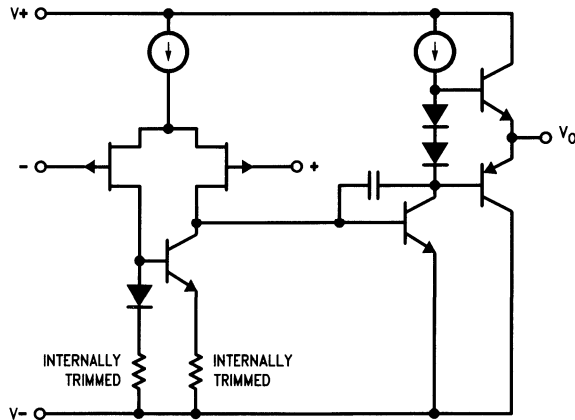 V+
-
+
VO
INTERNALLY
TRIMMED
INTERNALLY
TRIMMED
V-